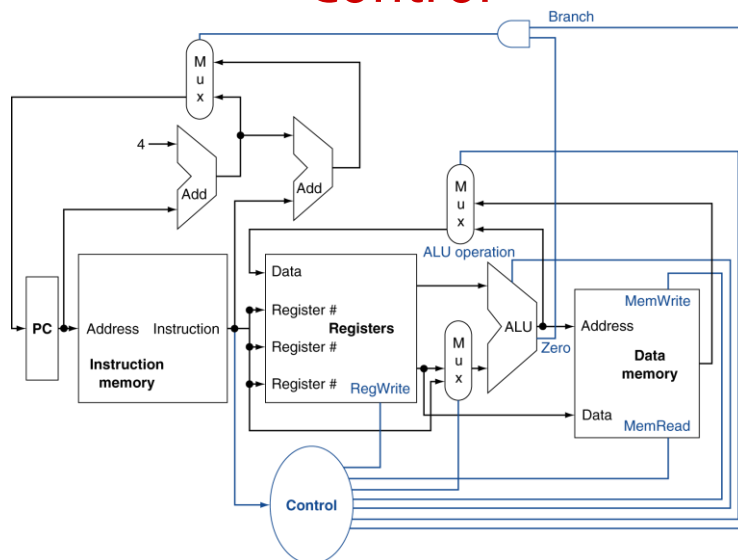 Control
Branch
M
u
x
4
Add
Add
M
u
x
ALU operation
Data
PC
Address
Instruction
Instruction
memory
Register #
Registers
Register #
Register #
RegWrite
M
u
x
ALU
Zero
MemWrite
Address
Data
memory
Data
MemRead
Control